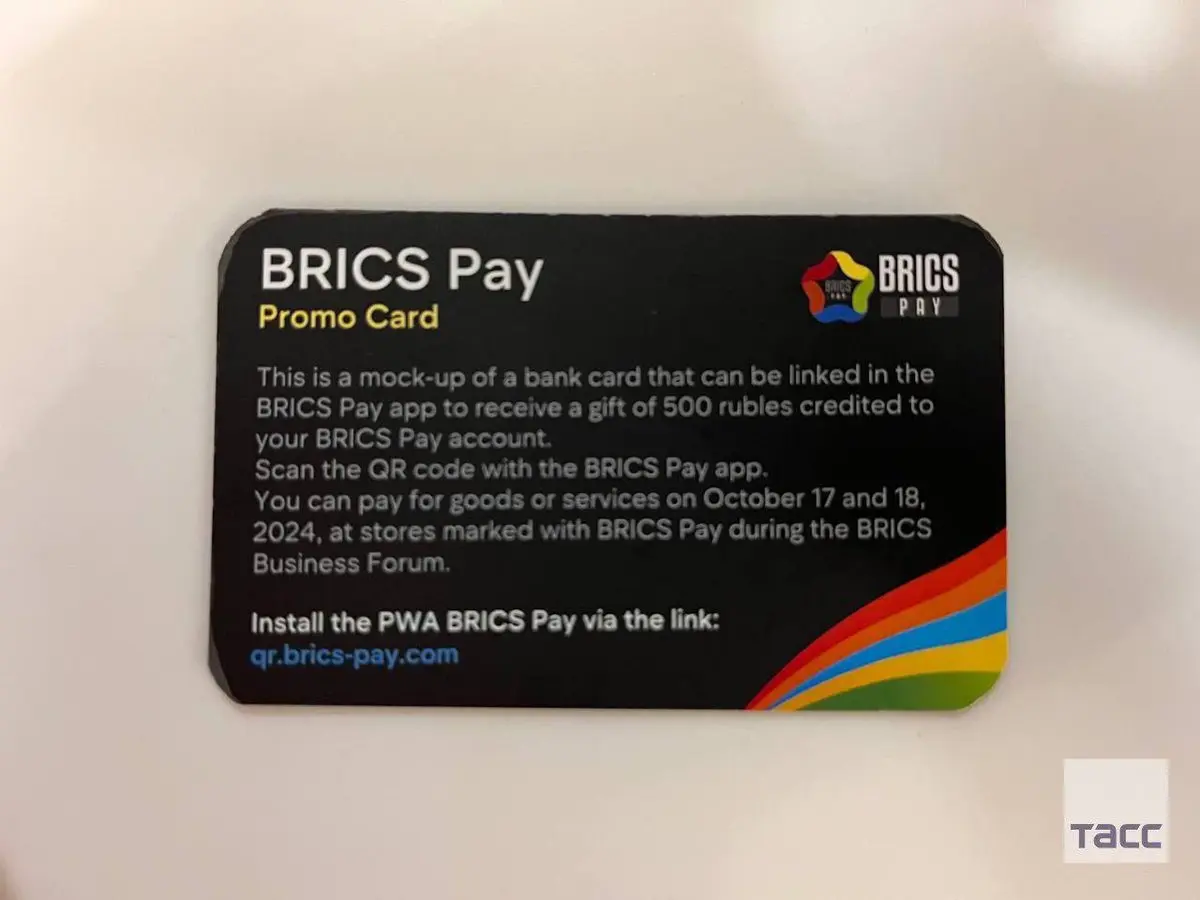 BRICS Pay
Promo Card
BRICS
PAY
BRICS
PAY
This is a mock-up of a bank card that can be linked in the
BRICS Pay app to receive a gift of 500 rubles credited to
your BRICS Pay account.
Scan the QR code with the BRICS Pay app.
You can pay for goods or services on October 17 and 18,
2024, at stores marked with BRICS Pay during the BRICS
Business Forum.
Install the PWA BRICS Pay via the link:
qr.brics-pay.com
тасс